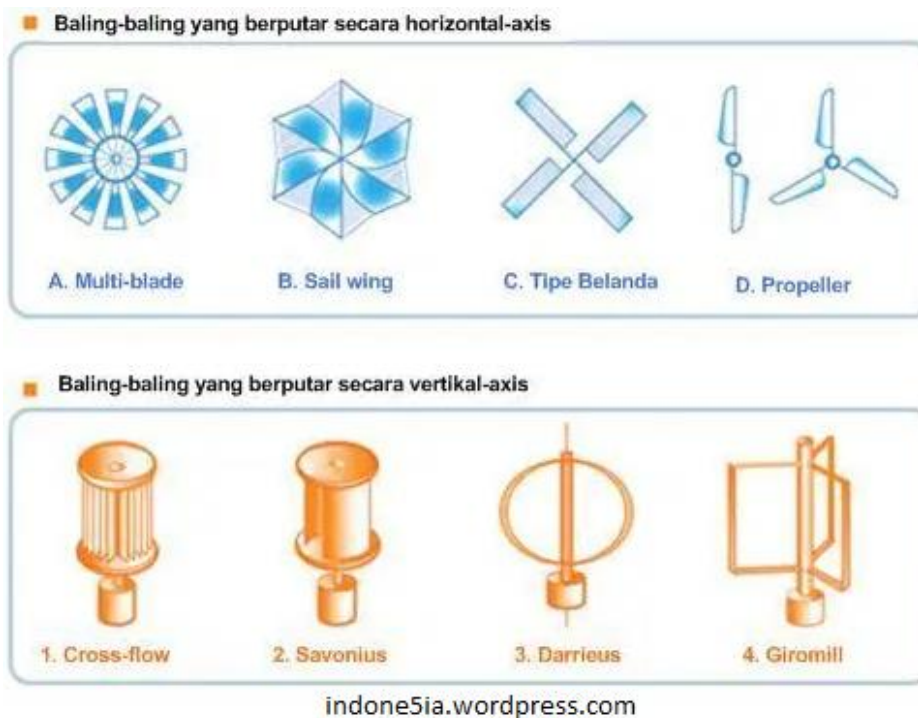 Baling-baling yang berputar secara horizontal-axis
A. Multi-blade
B. Sail wing
C. Tipe Belanda
D. Propeller
Baling-baling yang berputar secara vertikal-axis
1. Cross-flow
2. Savonius
3. Darrieus
4. Giromill
indone5ia.wordpress.com